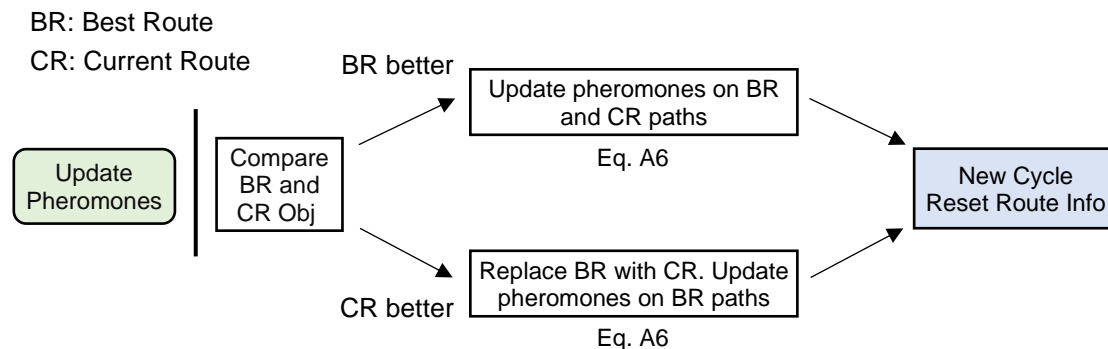 BR: Best Route
CR: Current Route
BR better
Update pheromones on BR
and CR paths
Eq. A6
Update
Pheromones
Compare
BR and
CR Obj
New Cycle
Reset Route Info
Replace BR with CR. Update
pheromones on BR paths
CR better
Eq. A6